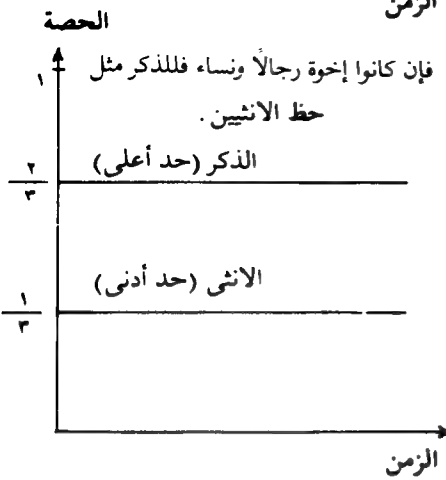 الزمن
الحصة
١
فإن كانوا إخوة رجالًا ونساء فللذكر مثل
حظ الانثيين .
الذكر (حد أعلى)
٢
٣
الانثى (حد أدنى)
١
٣
الزمن